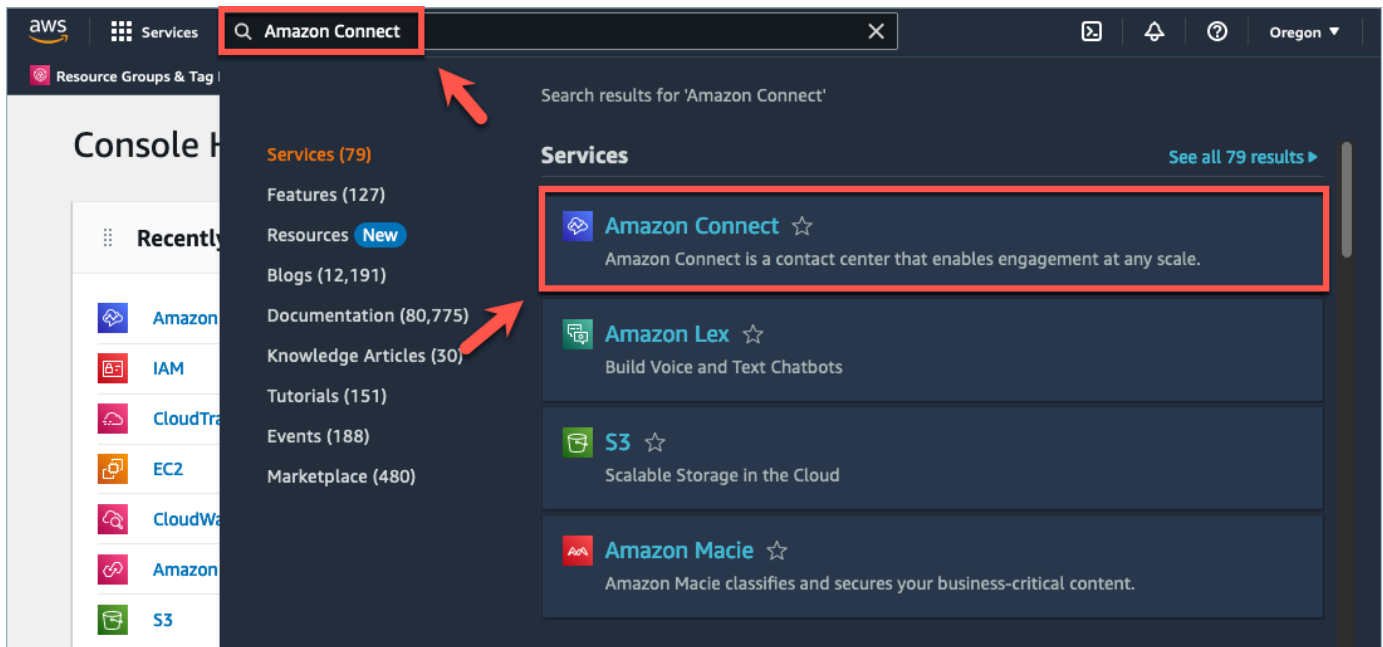 aws
Services
Amazon Connect
Oregon
Resource Groups & Tag
Search results for 'Amazon Connect'
Console
Services (79)
Features (127)
Resources New
Blogs (12,191)
Documentation (80,775)
Knowledge Articles (30)
Tutorials (151)
Events (188)
Marketplace (480)
Services
See all 79 results
Amazon Connect
Amazon Connect is a contact center that enables engagement at any scale.
Amazon Lex
Build Voice and Text Chatbots
S3
Scalable Storage in the Cloud
Amazon Macie
Amazon Macie classifies and secures your business-critical content.
Recently
Amazon
IAM
CloudTra
EC2
CloudWa
Amazon
S3